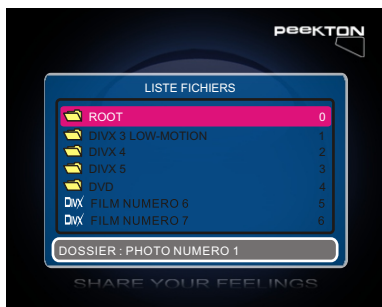 PEEKTON
LISTE FICHIERS
ROOT 0
DIVX 3 LOW-MOTION 1
DIVX 4 2
DIVX 5 3
DVD 4
DIVX FILM NUMERO 6 5
DIVX FILM NUMERO 7 6
DOSSIER : PHOTO NUMERO 1
SHARE YOUR FEELINGS